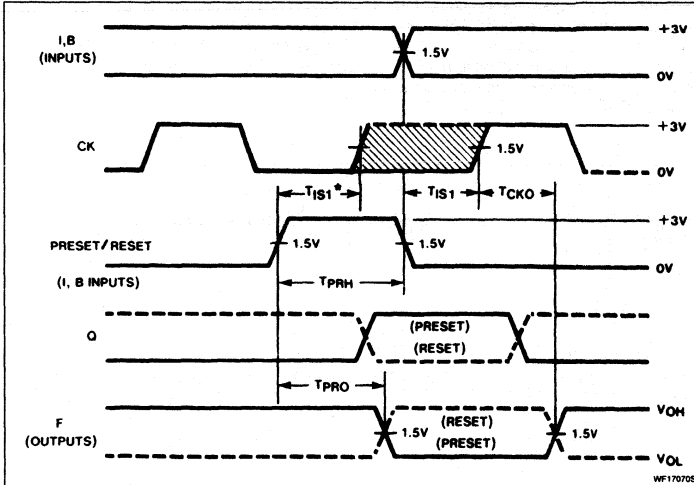 I,B
(INPUTS)
1.5V
+3V
0V
CK
1.5V
+3V
0V
TIS1*
TIS1
TCKO
PRESET/RESET
(I, B INPUTS)
1.5V
1.5V
+3V
0V
TPRH
Q
(PRESET)
(RESET)
TPRO
F
(OUTPUTS)
1.5V
(RESET)
(PRESET)
1.5V
VOH
VOL
WF17070S